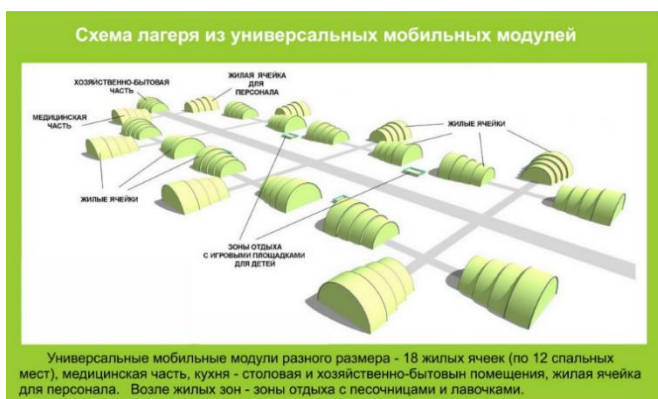 Схема лагеря из универсальных мобильных модулей
ХОЗЯЙСТВЕННО-БЫТОВАЯ
ЧАСТЬ
ЖИЛАЯ ЯЧЕЙКА
ДЛЯ
ПЕРСОНАЛА
МЕДИЦИНСКАЯ
ЧАСТЬ
ЖИЛЫЕ ЯЧЕЙКИ
ЖИЛЫЕ ЯЧЕЙКИ
ЗОНЫ ОТДЫХА
С ИГРОВЫМИ ПЛОЩАДКАМИ
ДЛЯ ДЕТЕЙ
Универсальные мобильные модули разного размера - 18 жилых ячеек (по 12 спальных
мест), медицинская часть, кухня - столовая и хозяйственно-бытовын помещения, жилая ячейка
для персонала. Возле жилых зон - зоны отдыха с песочницами и лавочками.